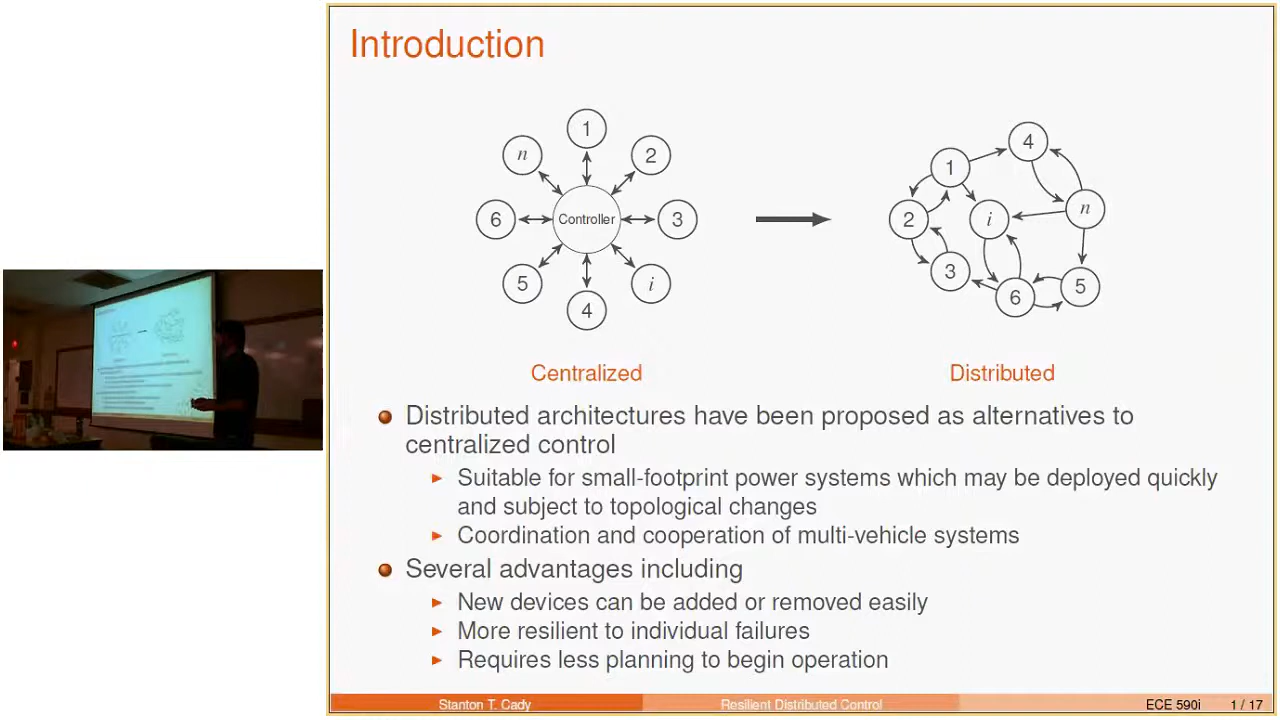 Introduction
1
n
2
6
Controller
3
5
i
4
4
1
2
i
n
3
6
5
Centralized
Distributed
Distributed architectures have been proposed as alternatives to
centralized control
Suitable for small-footprint power systems which may be deployed quickly
and subject to topological changes
Coordination and cooperation of multi-vehicle systems
Several advantages including
New devices can be added or removed easily
More resilient to individual failures
Requires less planning to begin operation
Stanton T. Cady
Resilient Distributed Control
ECE 590i
1 / 17